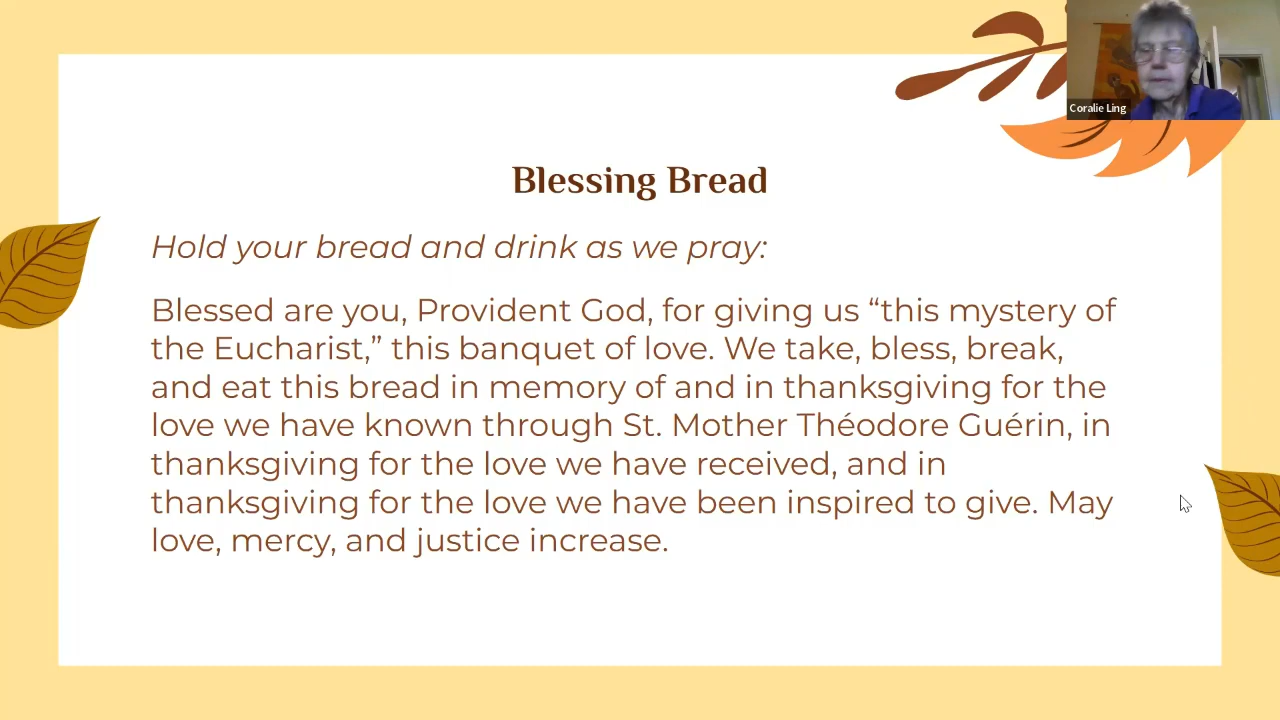 Coralie Ling
Blessing Bread
Hold your bread and drink as we pray:
Blessed are you, Provident God, for giving us “this mystery of
the Eucharist,” this banquet of love. We take, bless, break,
and eat this bread in memory of and in thanksgiving for the
love we have known through St. Mother Théodore Guérin, in
thanksgiving for the love we have received, and in
thanksgiving for the love we have been inspired to give. May
love, mercy, and justice increase.